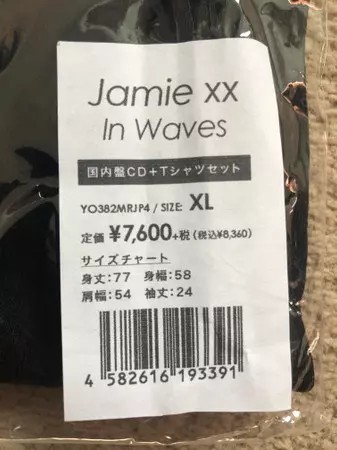 Jamie xx
In Waves
国内盤CD+Tシャツセット
YO382MRJP4 / SIZE: XL
定価 ¥7,600+税 (税込¥8,360)
サイズチャート
身丈:77 身幅:58
肩幅:54 袖丈:24
4 582616 193391